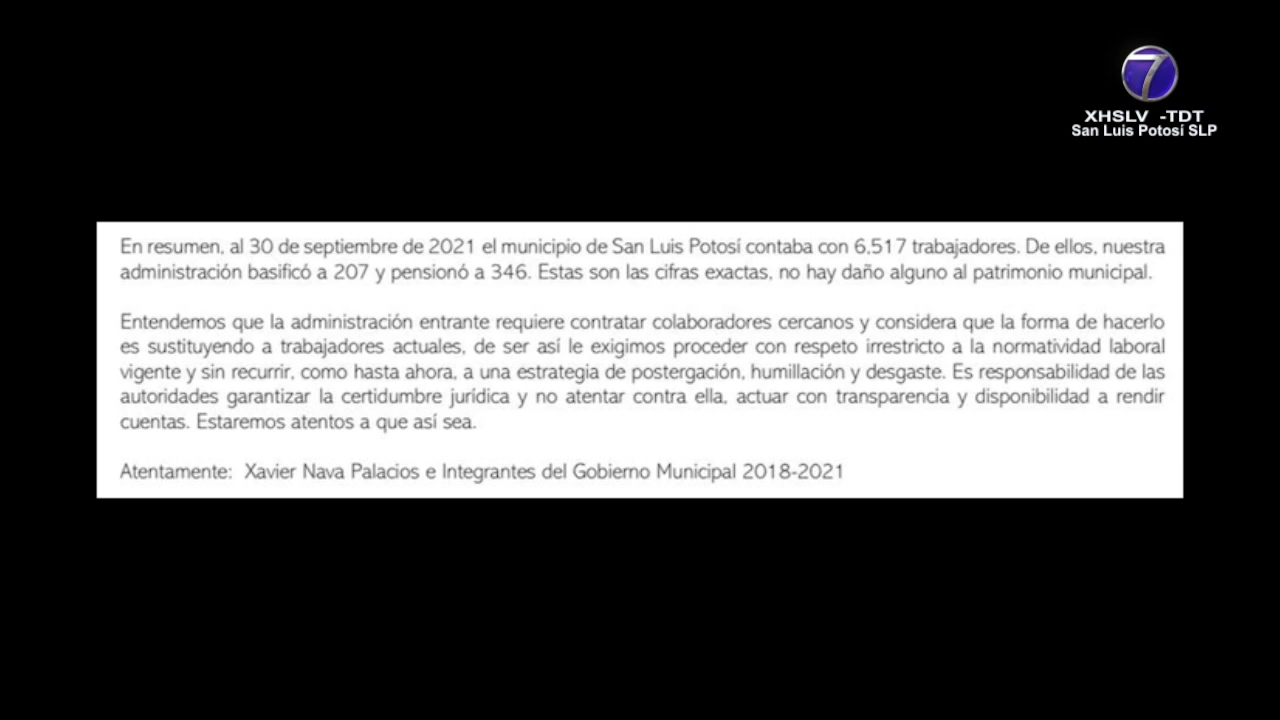 7
XHSLV -TDT
San Luis Potosí SLP
En resumen, al 30 de septiembre de 2021 el municipio de San Luis Potosí contaba con 6,517 trabajadores. De ellos, nuestra
administración basificó a 207 y pensionó a 346. Estas son las cifras exactas, no hay daño alguno al patrimonio municipal.
Entendemos que la administración entrante requiere contratar colaboradores cercanos y considera que la forma de hacerlo
es sustituyendo a trabajadores actuales, de ser así le exigimos proceder con respeto irrestricto a la normatividad laboral
vigente y sin recurrir, como hasta ahora, a una estrategia de postergación, humillación y desgaste. Es responsabilidad de las
autoridades garantizar la certidumbre jurídica y no atentar contra ella, actuar con transparencia y disponibilidad a rendir
cuentas. Estaremos atentos a que así sea.
Atentamente: Xavier Nava Palacios e Integrantes del Gobierno Municipal 2018-2021